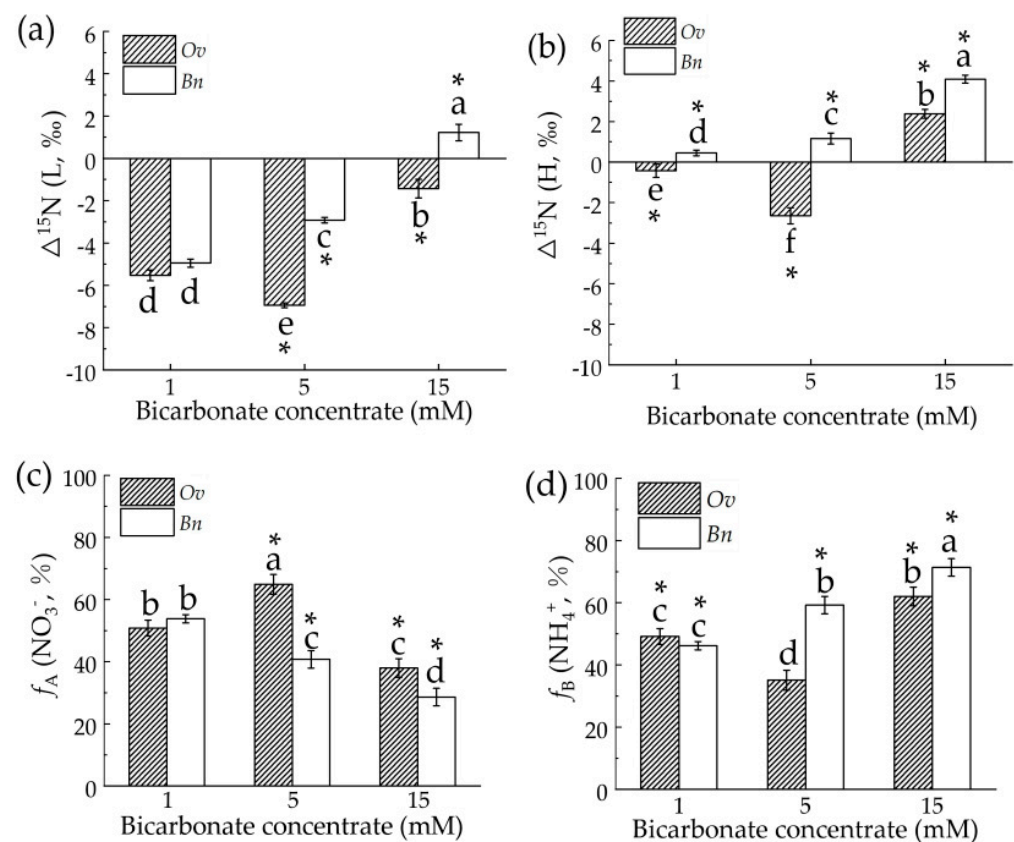 (a)
Ov
Bn
Δ¹⁵N (L, ‰)
6
4
2
0
-2
-4
-6
-8
-10
d
d
e
*
c
*
b
*
*
a
1
5
15
Bicarbonate concentrate (mM)
(b)
Ov
Bn
Δ¹⁵N (H, ‰)
6
4
2
0
-2
-4
-6
-8
-10
e
*
*
d
f
*
*
c
*
b
*
a
1
5
15
Bicarbonate concentrate (mM)
(c)
Ov
Bn
fA (NO₃⁻, %)
100
80
60
40
20
0
b
b
*
a
*
c
*
c
*
d
1
5
15
Bicarbonate concentrate (mM)
(d)
Ov
Bn
fB (NH₄⁺, %)
100
80
60
40
20
0
*
c
*
c
d
*
b
*
b
*
a
1
5
15
Bicarbonate concentrate (mM)